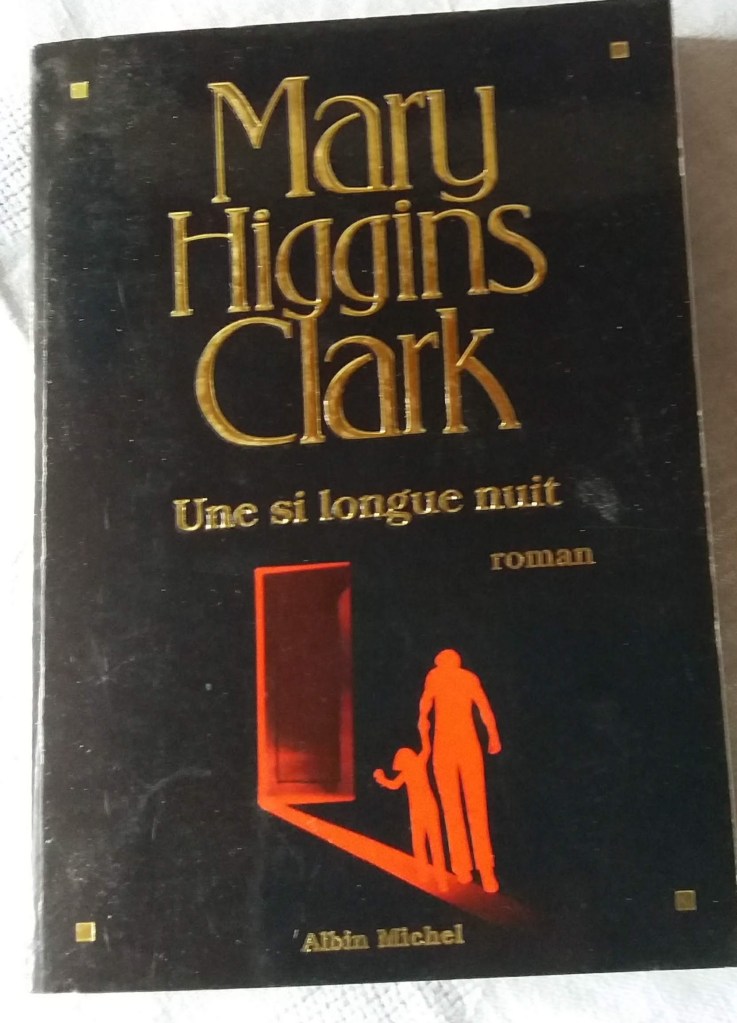 Mary
Higgins
Clark
Une si longue nuit
roman
Albin Michel